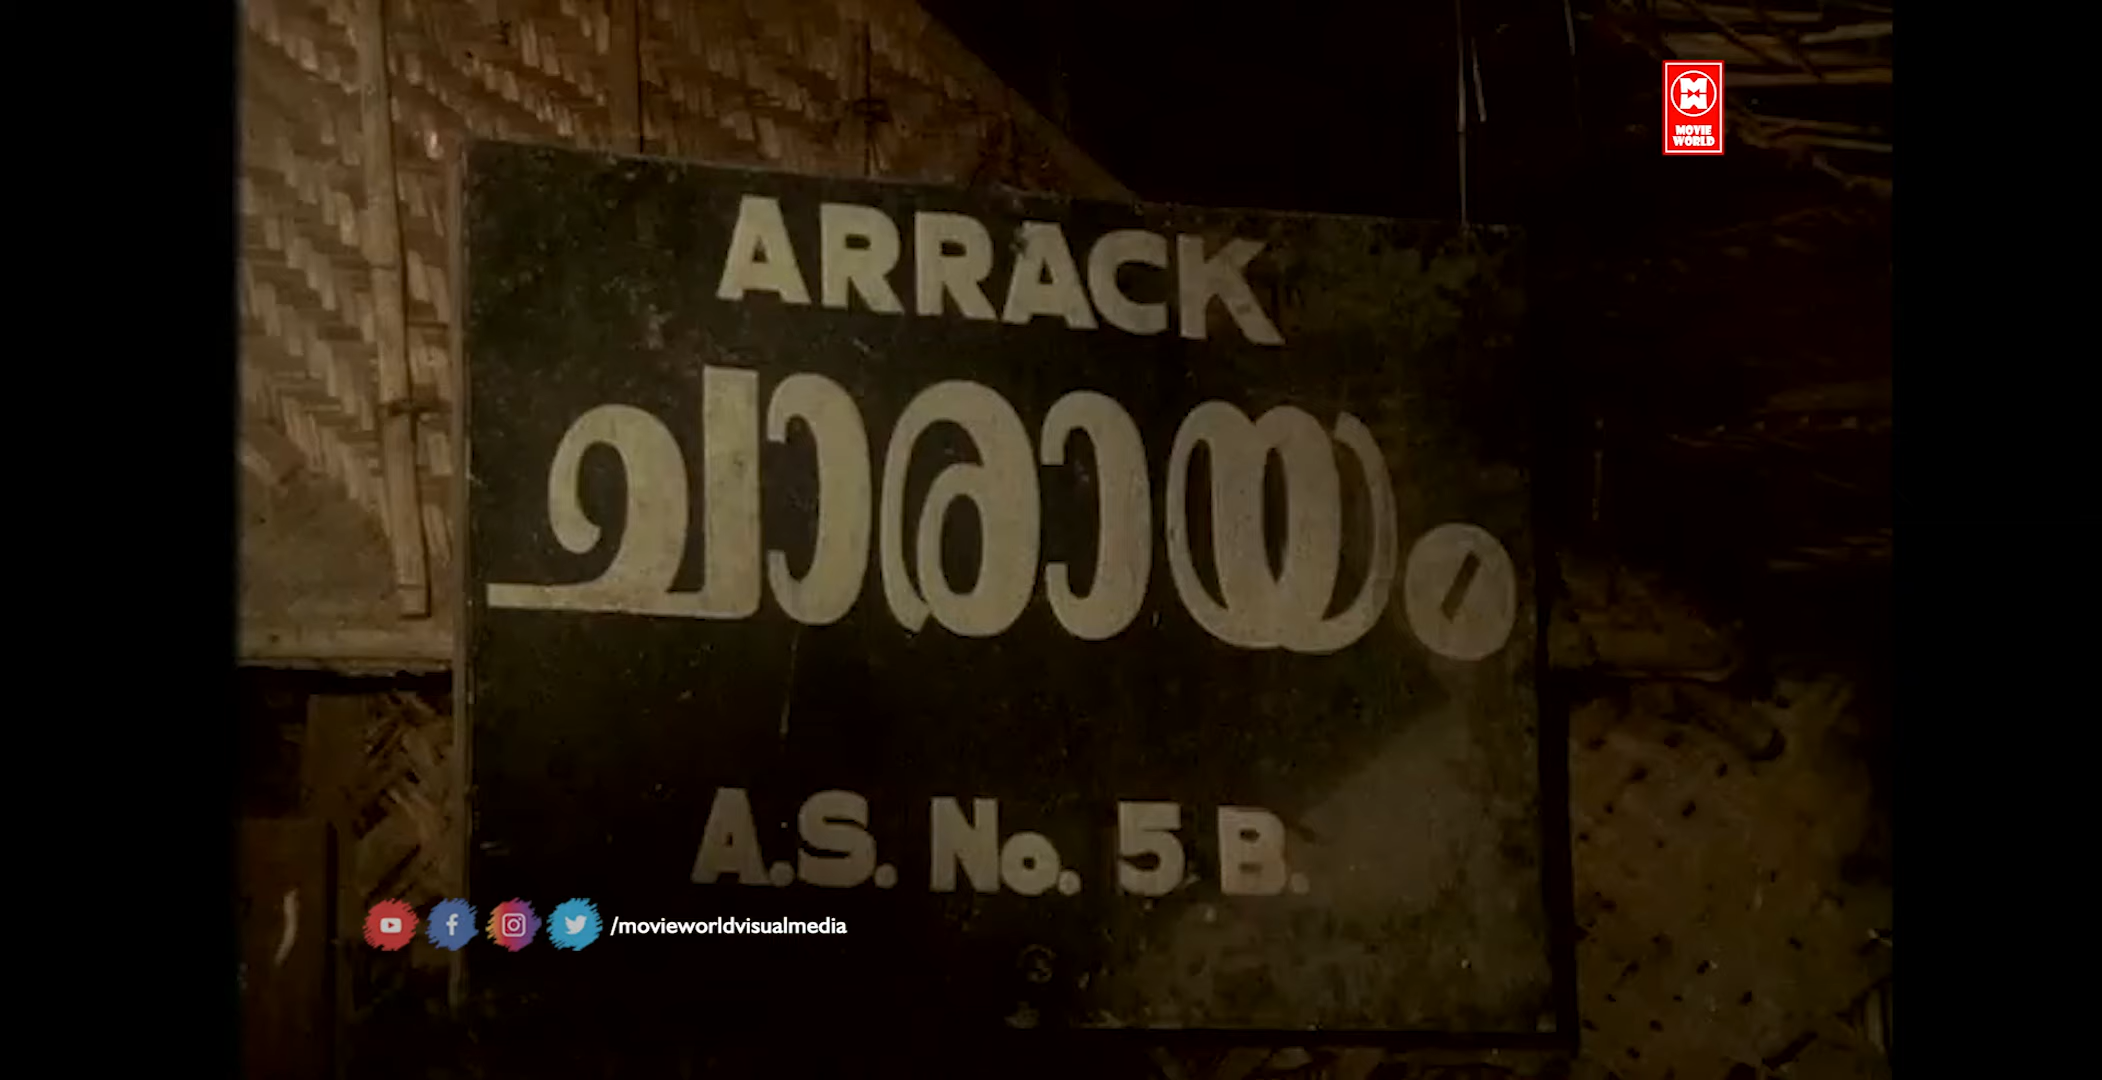 MOVIE
WORLD
ARRACK
ചാരായം
A.S. No. 5 B.
/movieworldvisualmedia